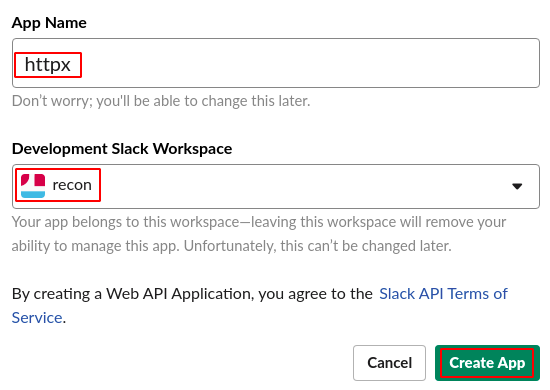 App Name
httpx
Don’t worry; you'll be able to change this later.
Development Slack Workspace
recon
Your app belongs to this workspace—leaving this workspace will remove your
ability to manage this app. Unfortunately, this can’t be changed later.
By creating a Web API Application, you agree to the Slack API Terms of
Service.
Cancel Create App